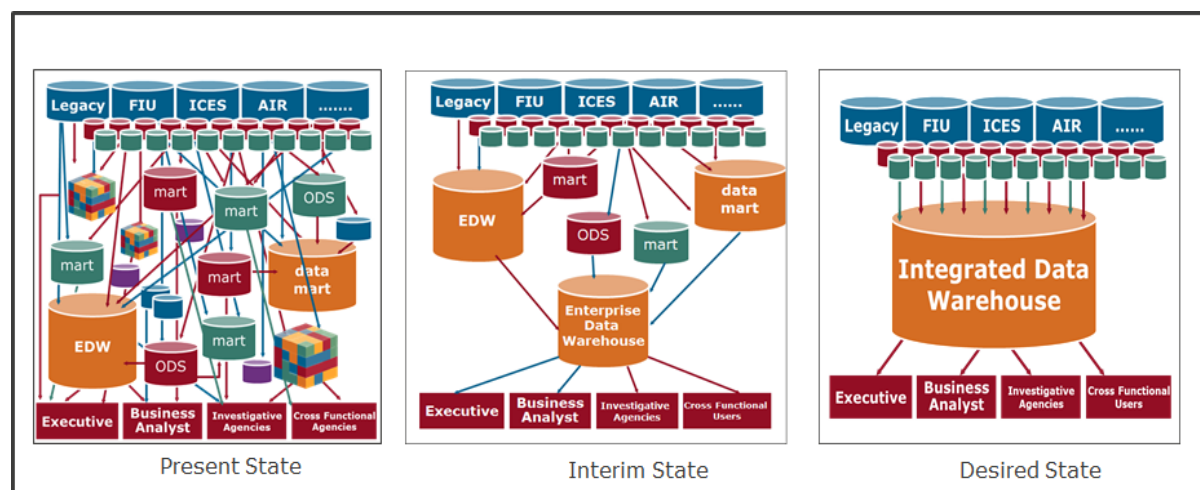 Legacy FIU ICES AIR .......
mart
mart
ODS
mart
mart
data
mart
EDW
mart
ODS
Executive
Business
Analyst
Investigative
Agencies
Cross Functional
Agencies
Present State
Legacy FIU ICES AIR ......
EDW
mart
data
mart
ODS
mart
Enterprise
Data
Warehouse
Executive
Business
Analyst
Investigative
Agencies
Cross Functional
Users
Interim State
Legacy FIU ICES AIR ......
Integrated Data
Warehouse
Executive
Business
Analyst
Investigative
Agencies
Cross Functional
Users
Desired State